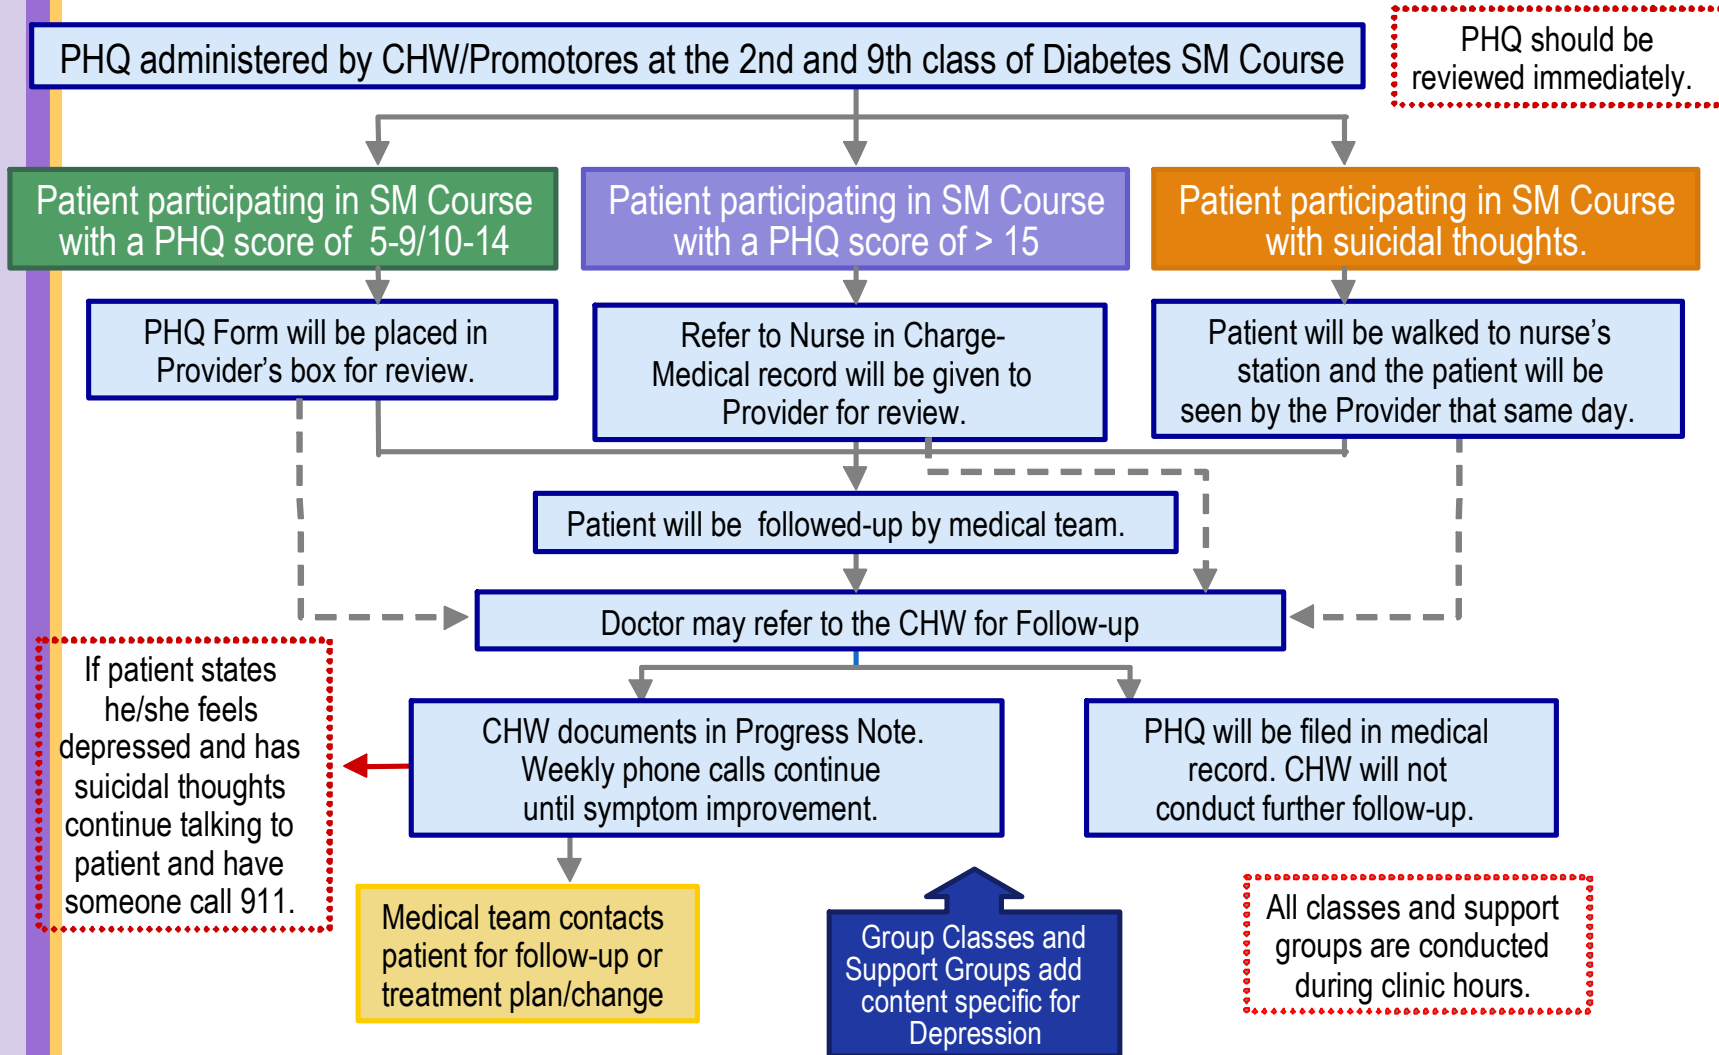 PHQ administered by CHW/Promotores at the 2nd and 9th class of Diabetes SM Course
PHQ should be
reviewed immediately.
Patient participating in SM Course
with a PHQ score of 5-9/10-14
Patient participating in SM Course
with a PHQ score of > 15
Patient participating in SM Course
with suicidal thoughts.
PHQ Form will be placed in
Provider’s box for review.
Refer to Nurse in Charge-
Medical record will be given to
Provider for review.
Patient will be walked to nurse’s
station and the patient will be
seen by the Provider that same day.
Patient will be followed-up by medical team.
Doctor may refer to the CHW for Follow-up
If patient states
he/she feels
depressed and has
suicidal thoughts
continue talking to
patient and have
someone call 911.
CHW documents in Progress Note.
Weekly phone calls continue
until symptom improvement.
PHQ will be filed in medical
record. CHW will not
conduct further follow-up.
Medical team contacts
patient for follow-up or
treatment plan/change
Group Classes and
Support Groups add
content specific for
Depression
All classes and support
groups are conducted
during clinic hours.